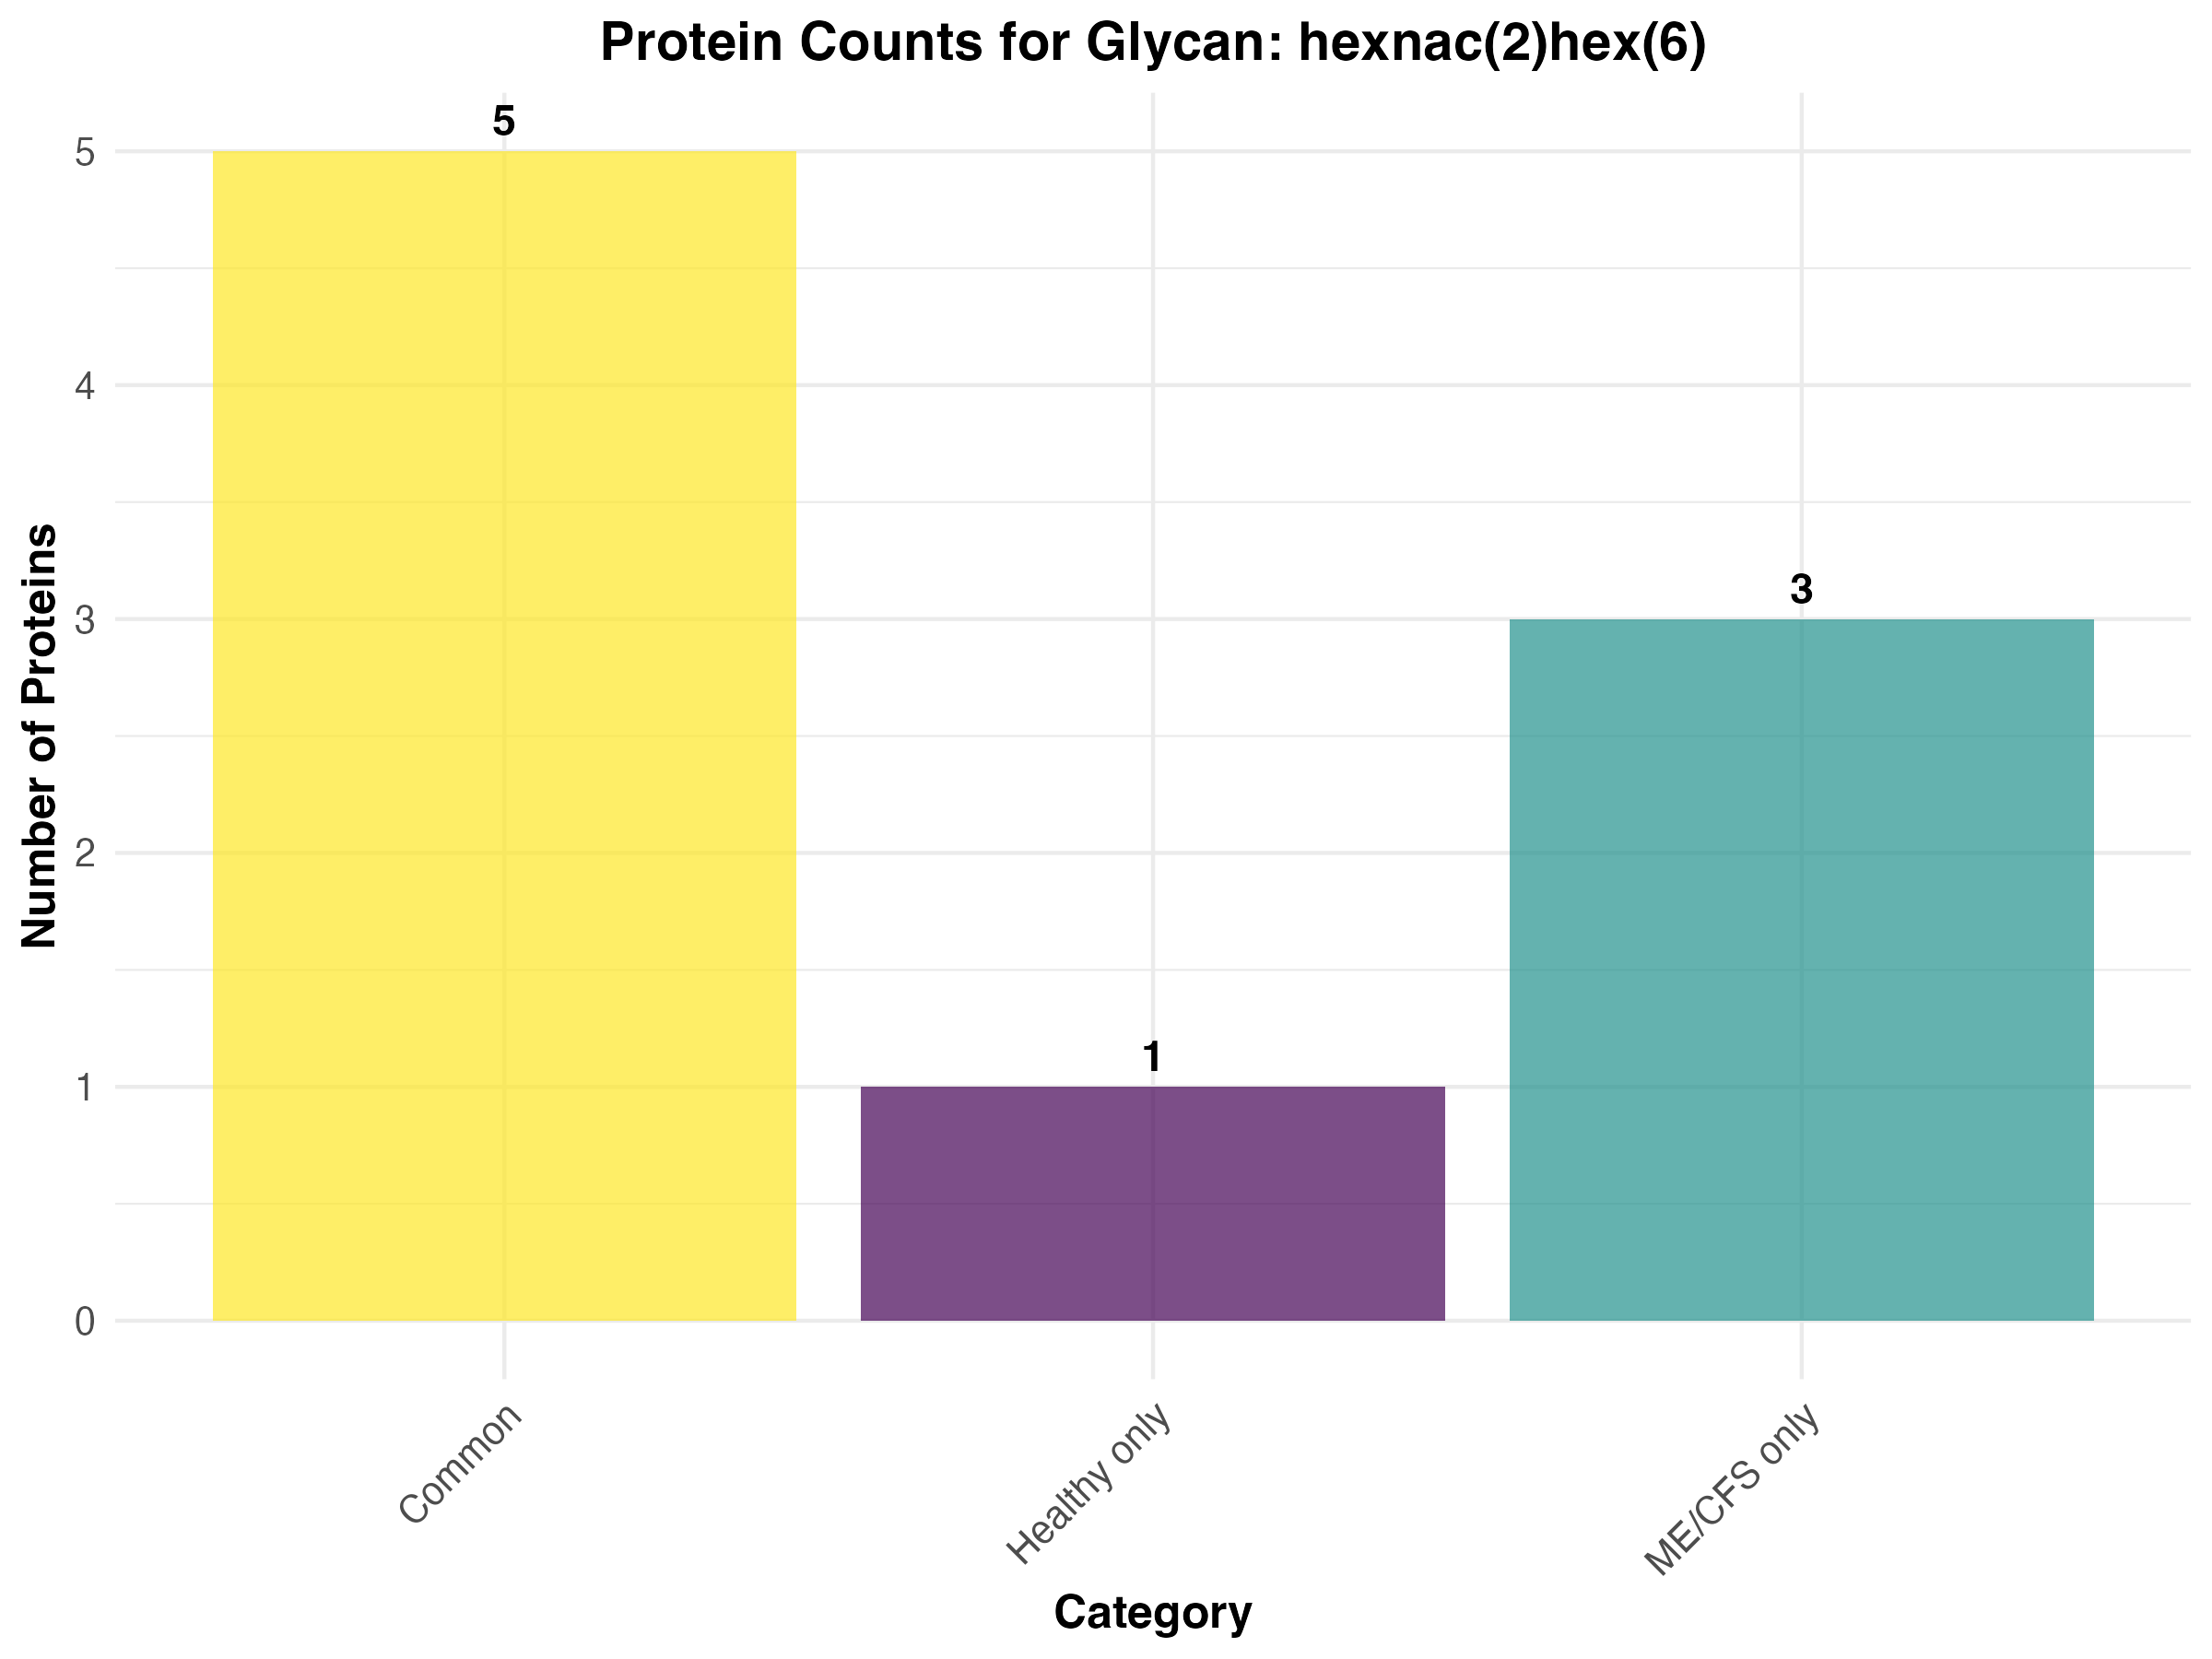 Protein Counts for Glycan: hexnac(2)hex(6)
Number of Proteins
5
4
3
2
1
0
5
1
3
Common
Healthy only
ME/CFS only
Category